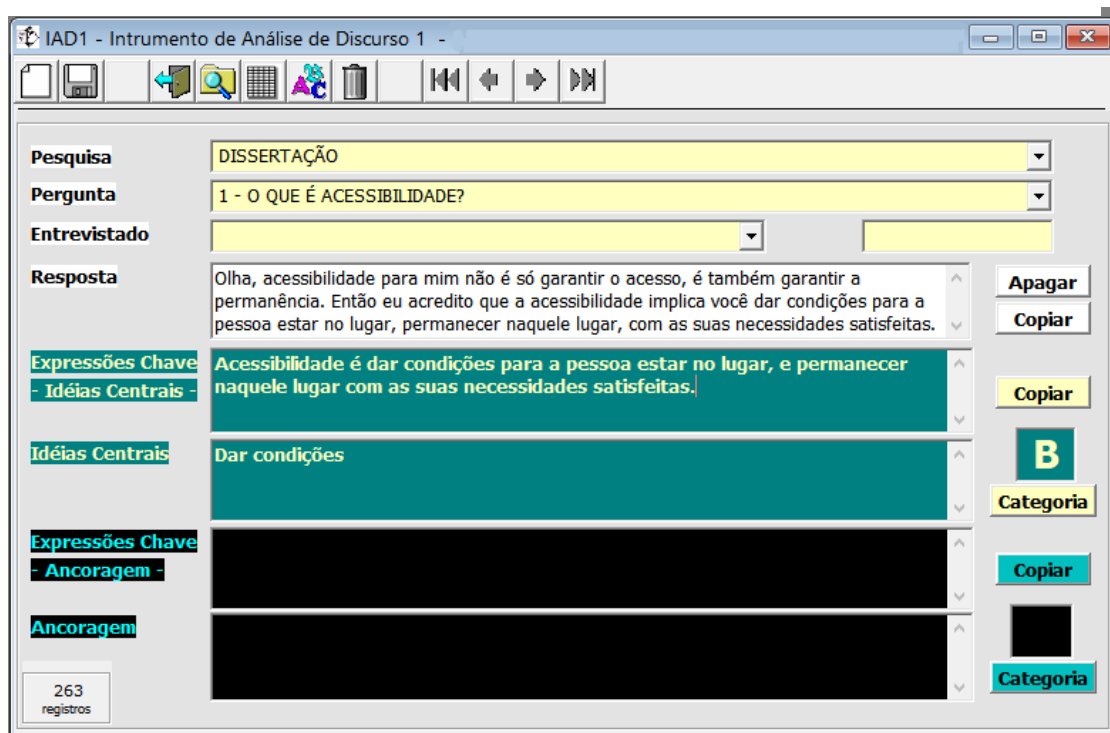 IAD1 - Intrumento de Análise de Discurso 1 -
Pesquisa
DISSERTAÇÃO
Pergunta
1 - O QUE É ACESSIBILIDADE?
Entrevistado
Resposta
Olha, acessibilidade para mim não é só garantir o acesso, é também garantir a
permanência. Então eu acredito que a acessibilidade implica você dar condições para a
pessoa estar no lugar, permanecer naquele lugar, com as suas necessidades satisfeitas.
Apagar
Copiar
Expressões Chave
- Idéias Centrais -
Acessibilidade é dar condições para a pessoa estar no lugar, e permanecer
naquele lugar com as suas necessidades satisfeitas.
Copiar
Idéias Centrais
Dar condições
B
Categoria
Expressões Chave
- Ancoragem -
Copiar
Ancoragem
Categoria
263
registros